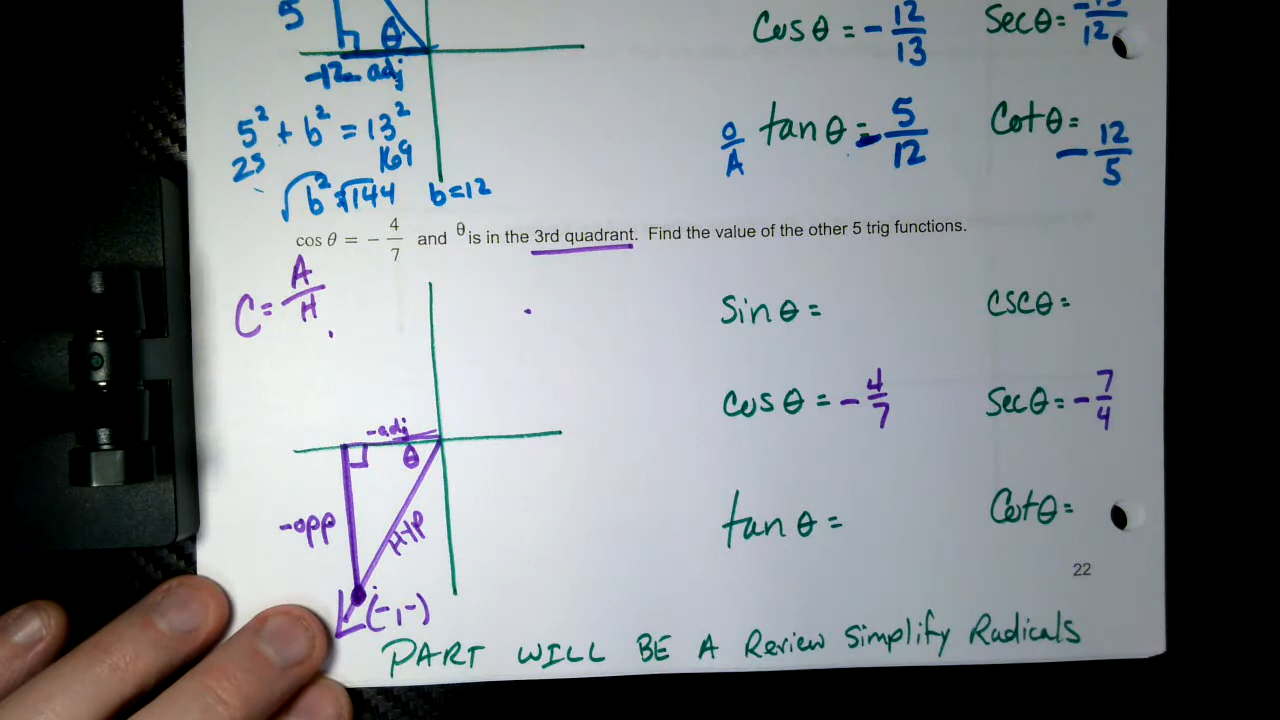 5
θ
-12 adj
5² + b² = 13²
25 169
√b² = √144 b=12
cos θ = - 12/13
sec θ = -13/12
O/A tan θ = - 5/12
cot θ = - 12/5
cos θ = - 4/7 and θ is in the 3rd quadrant. Find the value of the other 5 trig functions.
C = A/H
-adj
θ
-opp
HYP
(-,-)
sin θ =
csc θ =
cos θ = - 4/7
sec θ = - 7/4
tan θ =
cot θ =
22
PART WILL BE A Review Simplify Radicals